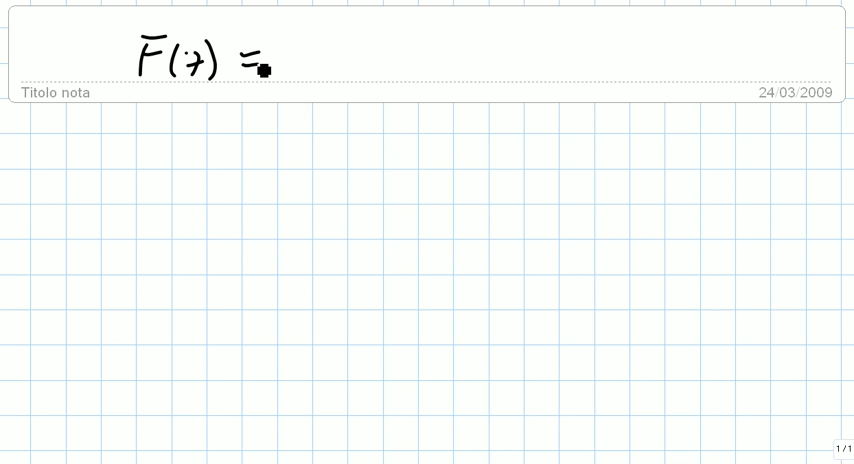 F(z) =
Titolo nota
24/03/2009
1/1